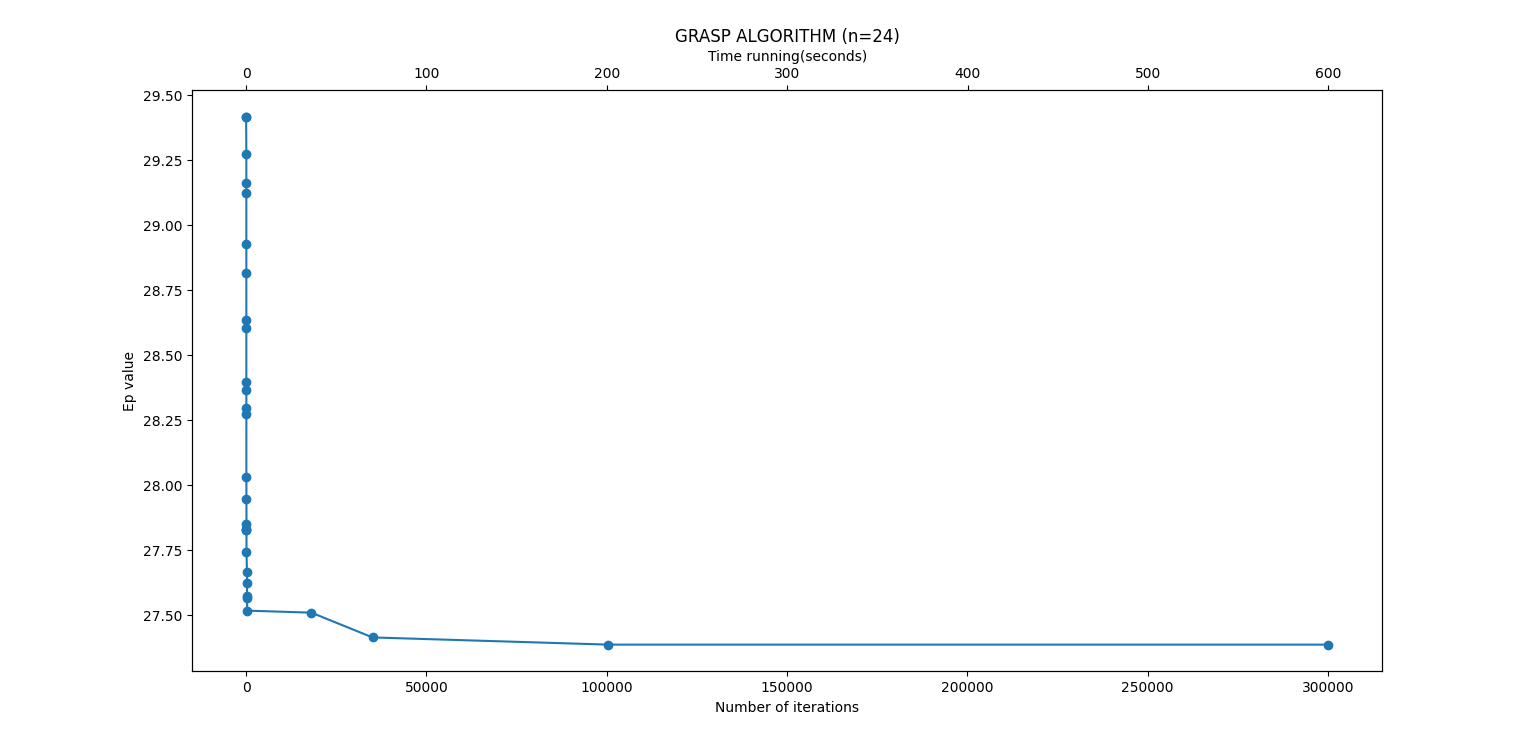 GRASP ALGORITHM (n=24)
Time running(seconds)
0 100 200 300 400 500 600
29.50
29.25
29.00
28.75
28.50
28.25
28.00
27.75
27.50
Ep value
0 50000 100000 150000 200000 250000 300000
Number of iterations